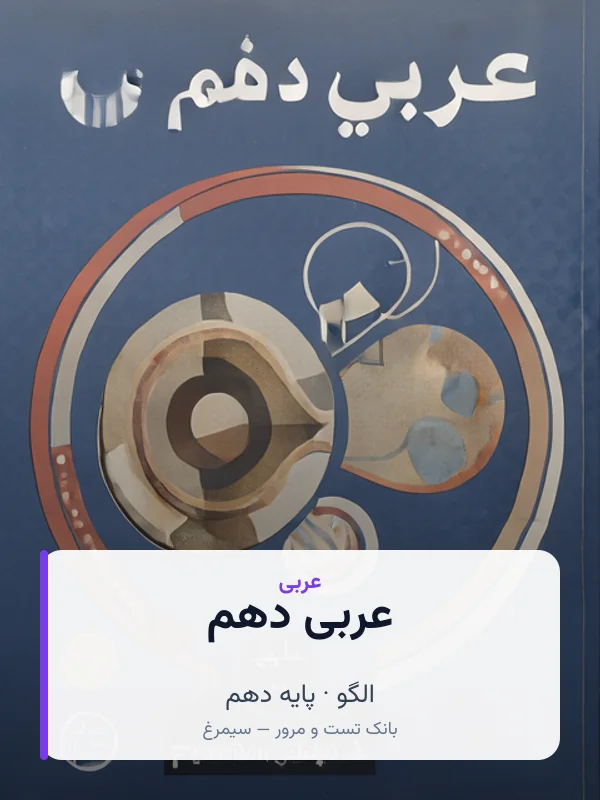 عربي دهم
عربی
عربی دهم
الگو · پایه دهم
بانک تست و مرور — سیمرغ